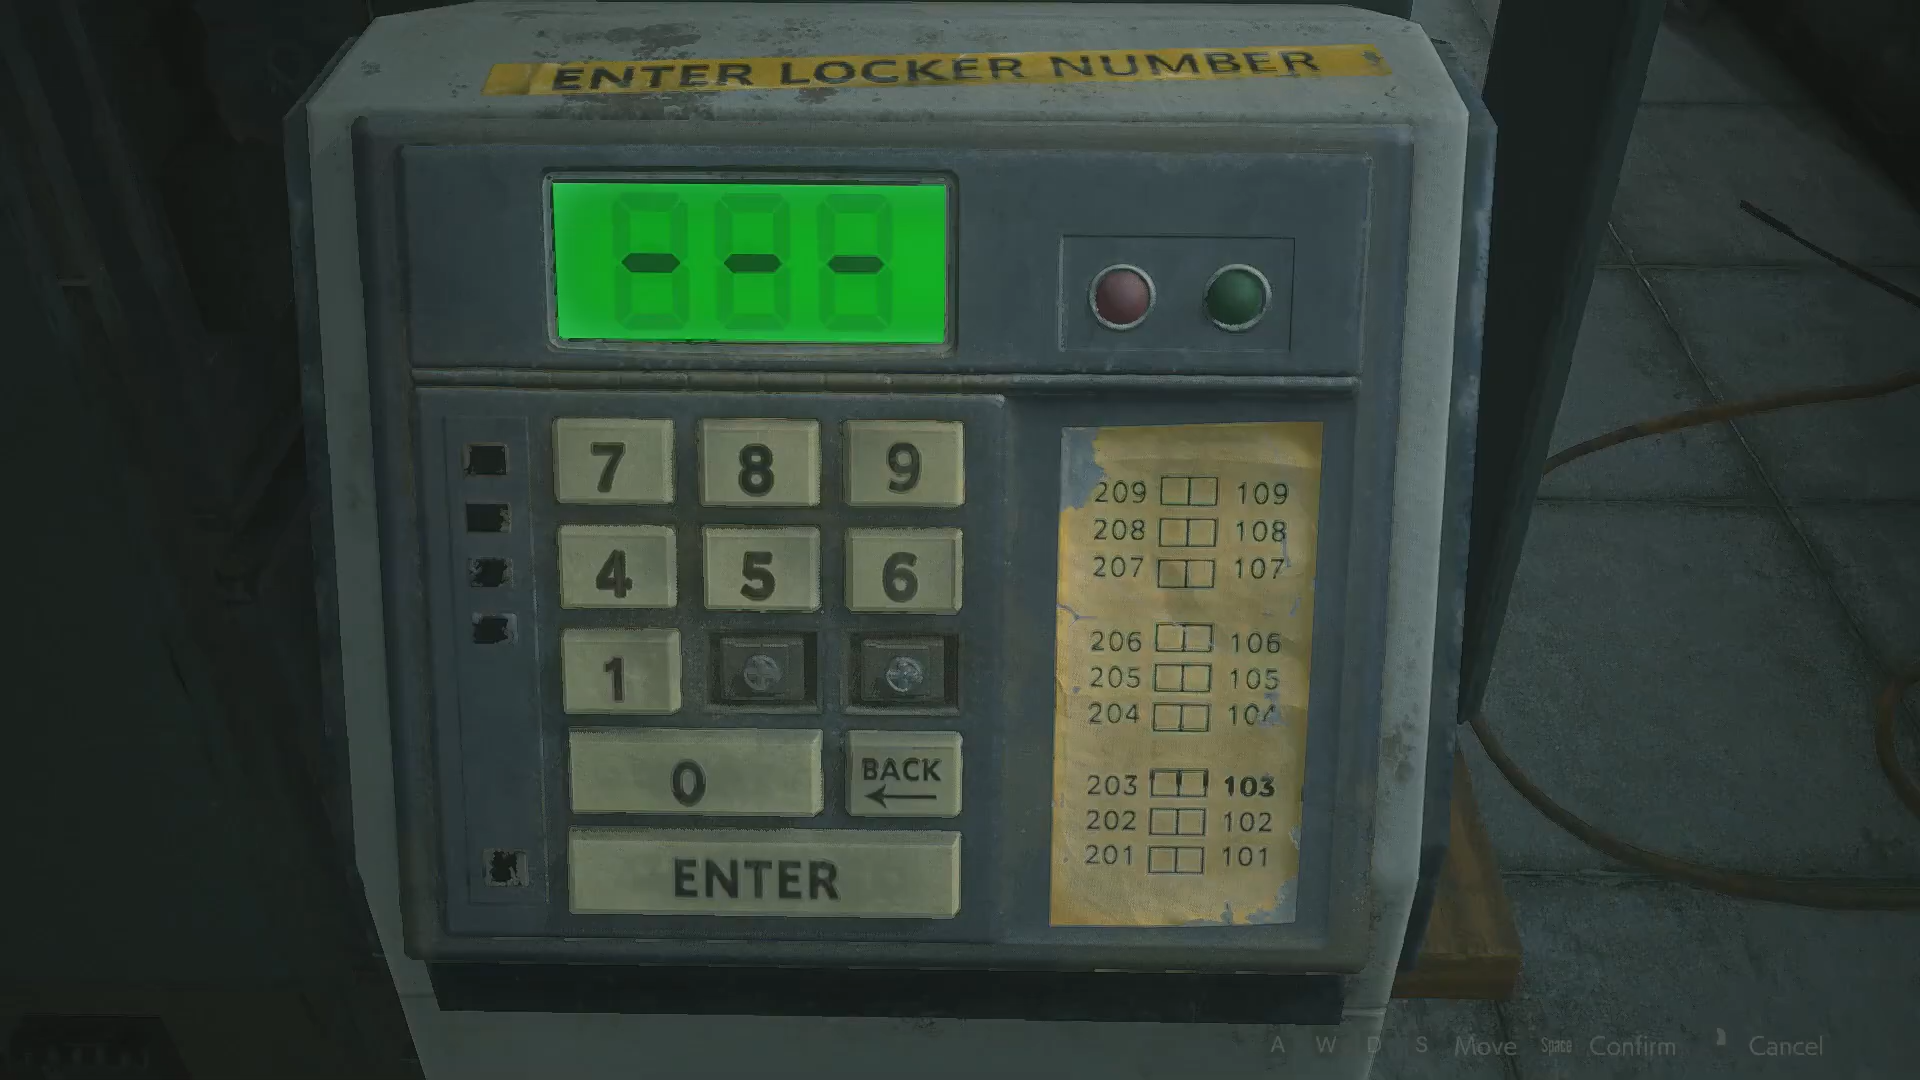 ENTER LOCKER NUMBER
7 8 9
4 5 6
1
0 BACK
ENTER
209 109
208 108
207 107
206 106
205 105
204 104
203 103
202 102
201 101
A W D S Move Space Confirm Cancel